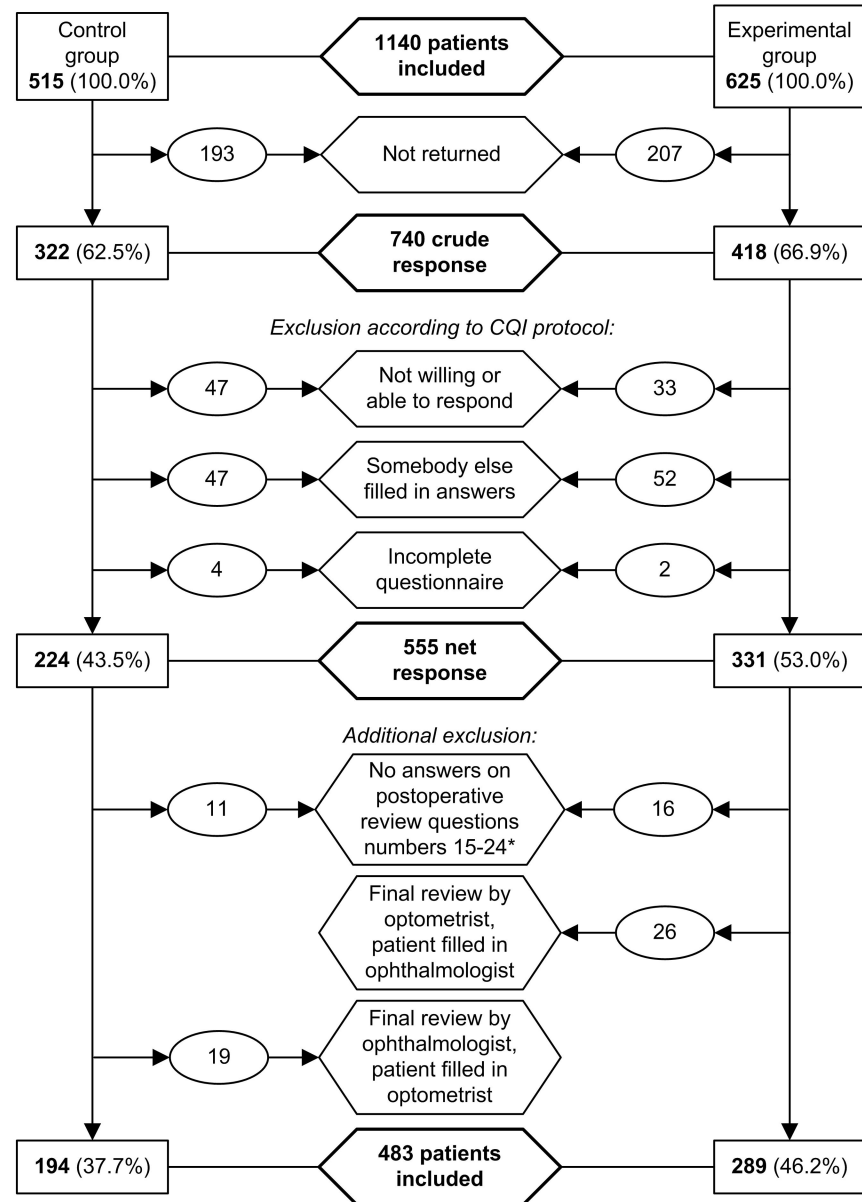 Control
group
515 (100.0%)
1140 patients
included
Experimental
group
625 (100.0%)
193
Not returned
207
322 (62.5%)
740 crude
response
418 (66.9%)
Exclusion according to CQI protocol:
47
Not willing or
able to respond
33
47
Somebody else
filled in answers
52
4
Incomplete
questionnaire
2
224 (43.5%)
555 net
response
331 (53.0%)
Additional exclusion:
11
No answers on
postoperative
review questions
numbers 15-24*
16
Final review by
optometrist,
patient filled in
ophthalmologist
26
19
Final review by
ophthalmologist,
patient filled in
optometrist
194 (37.7%)
483 patients
included
289 (46.2%)